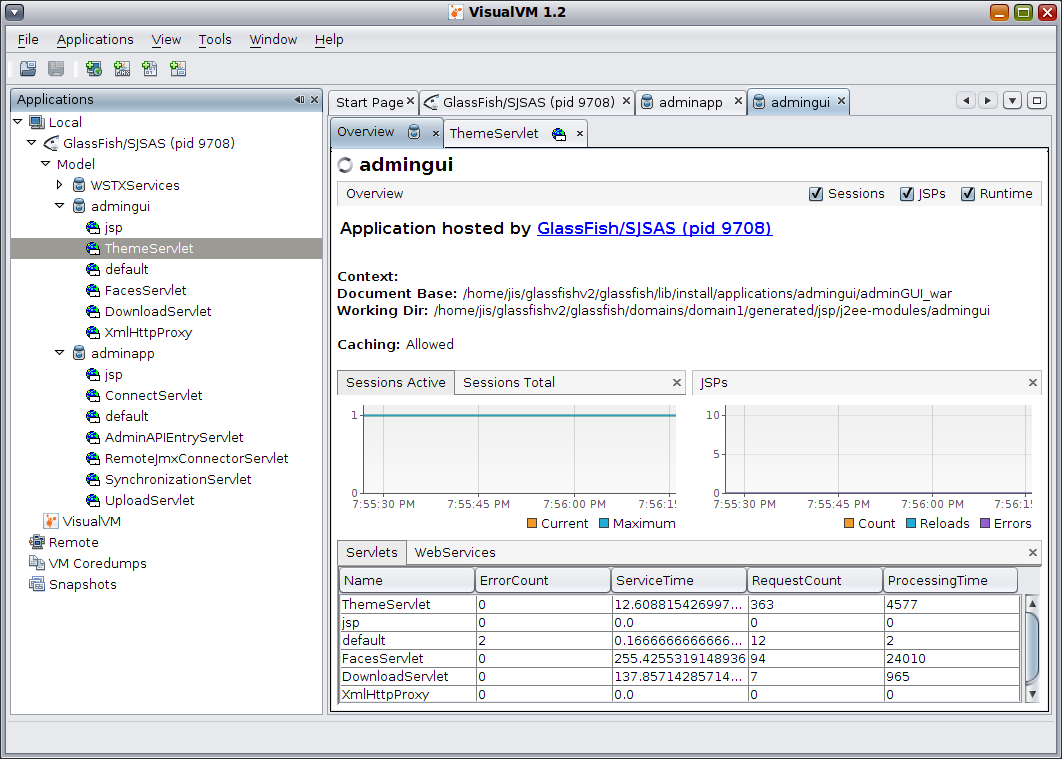 VisualVM 1.2
File Applications View Tools Window Help
Applications
Local
GlassFish/SJSAS (pid 9708)
Model
WSTXServices
admingui
jsp
ThemeServlet
default
FacesServlet
DownloadServlet
XmlHttpProxy
adminapp
jsp
ConnectServlet
default
AdminAPIEntryServlet
RemoteJmxConnectorServlet
SynchronizationServlet
UploadServlet
VisualVM
Remote
VM Coredumps
Snapshots
Start Page GlassFish/SJSAS (pid 9708) adminapp admingui
Overview ThemeServlet
admingui
Overview Sessions JSPs Runtime
Application hosted by GlassFish/SJSAS (pid 9708)
Context:
Document Base: /home/jis/glassfishv2/glassfish/lib/install/applications/admingui/adminGUI_war
Working Dir: /home/jis/glassfishv2/glassfish/domains/domain1/generated/jsp/j2ee-modules/admingui
Caching: Allowed
Sessions Active Sessions Total
1
0
7:55:30 PM 7:55:45 PM 7:56:00 PM 7:56:15
Current Maximum
JSPs
10
5
0
7:55:30 PM 7:55:45 PM 7:56:00 PM 7:56:15
Count Reloads Errors
Servlets WebServices
Name ErrorCount ServiceTime RequestCount ProcessingTime
ThemeServlet 0 12.608815426997... 363 4577
jsp 0 0.0 0 0
default 2 0.1666666666666... 12 2
FacesServlet 0 255.4255319148936 94 24010
DownloadServlet 0 137.85714285714... 7 965
XmlHttpProxy 0 0.0 0 0